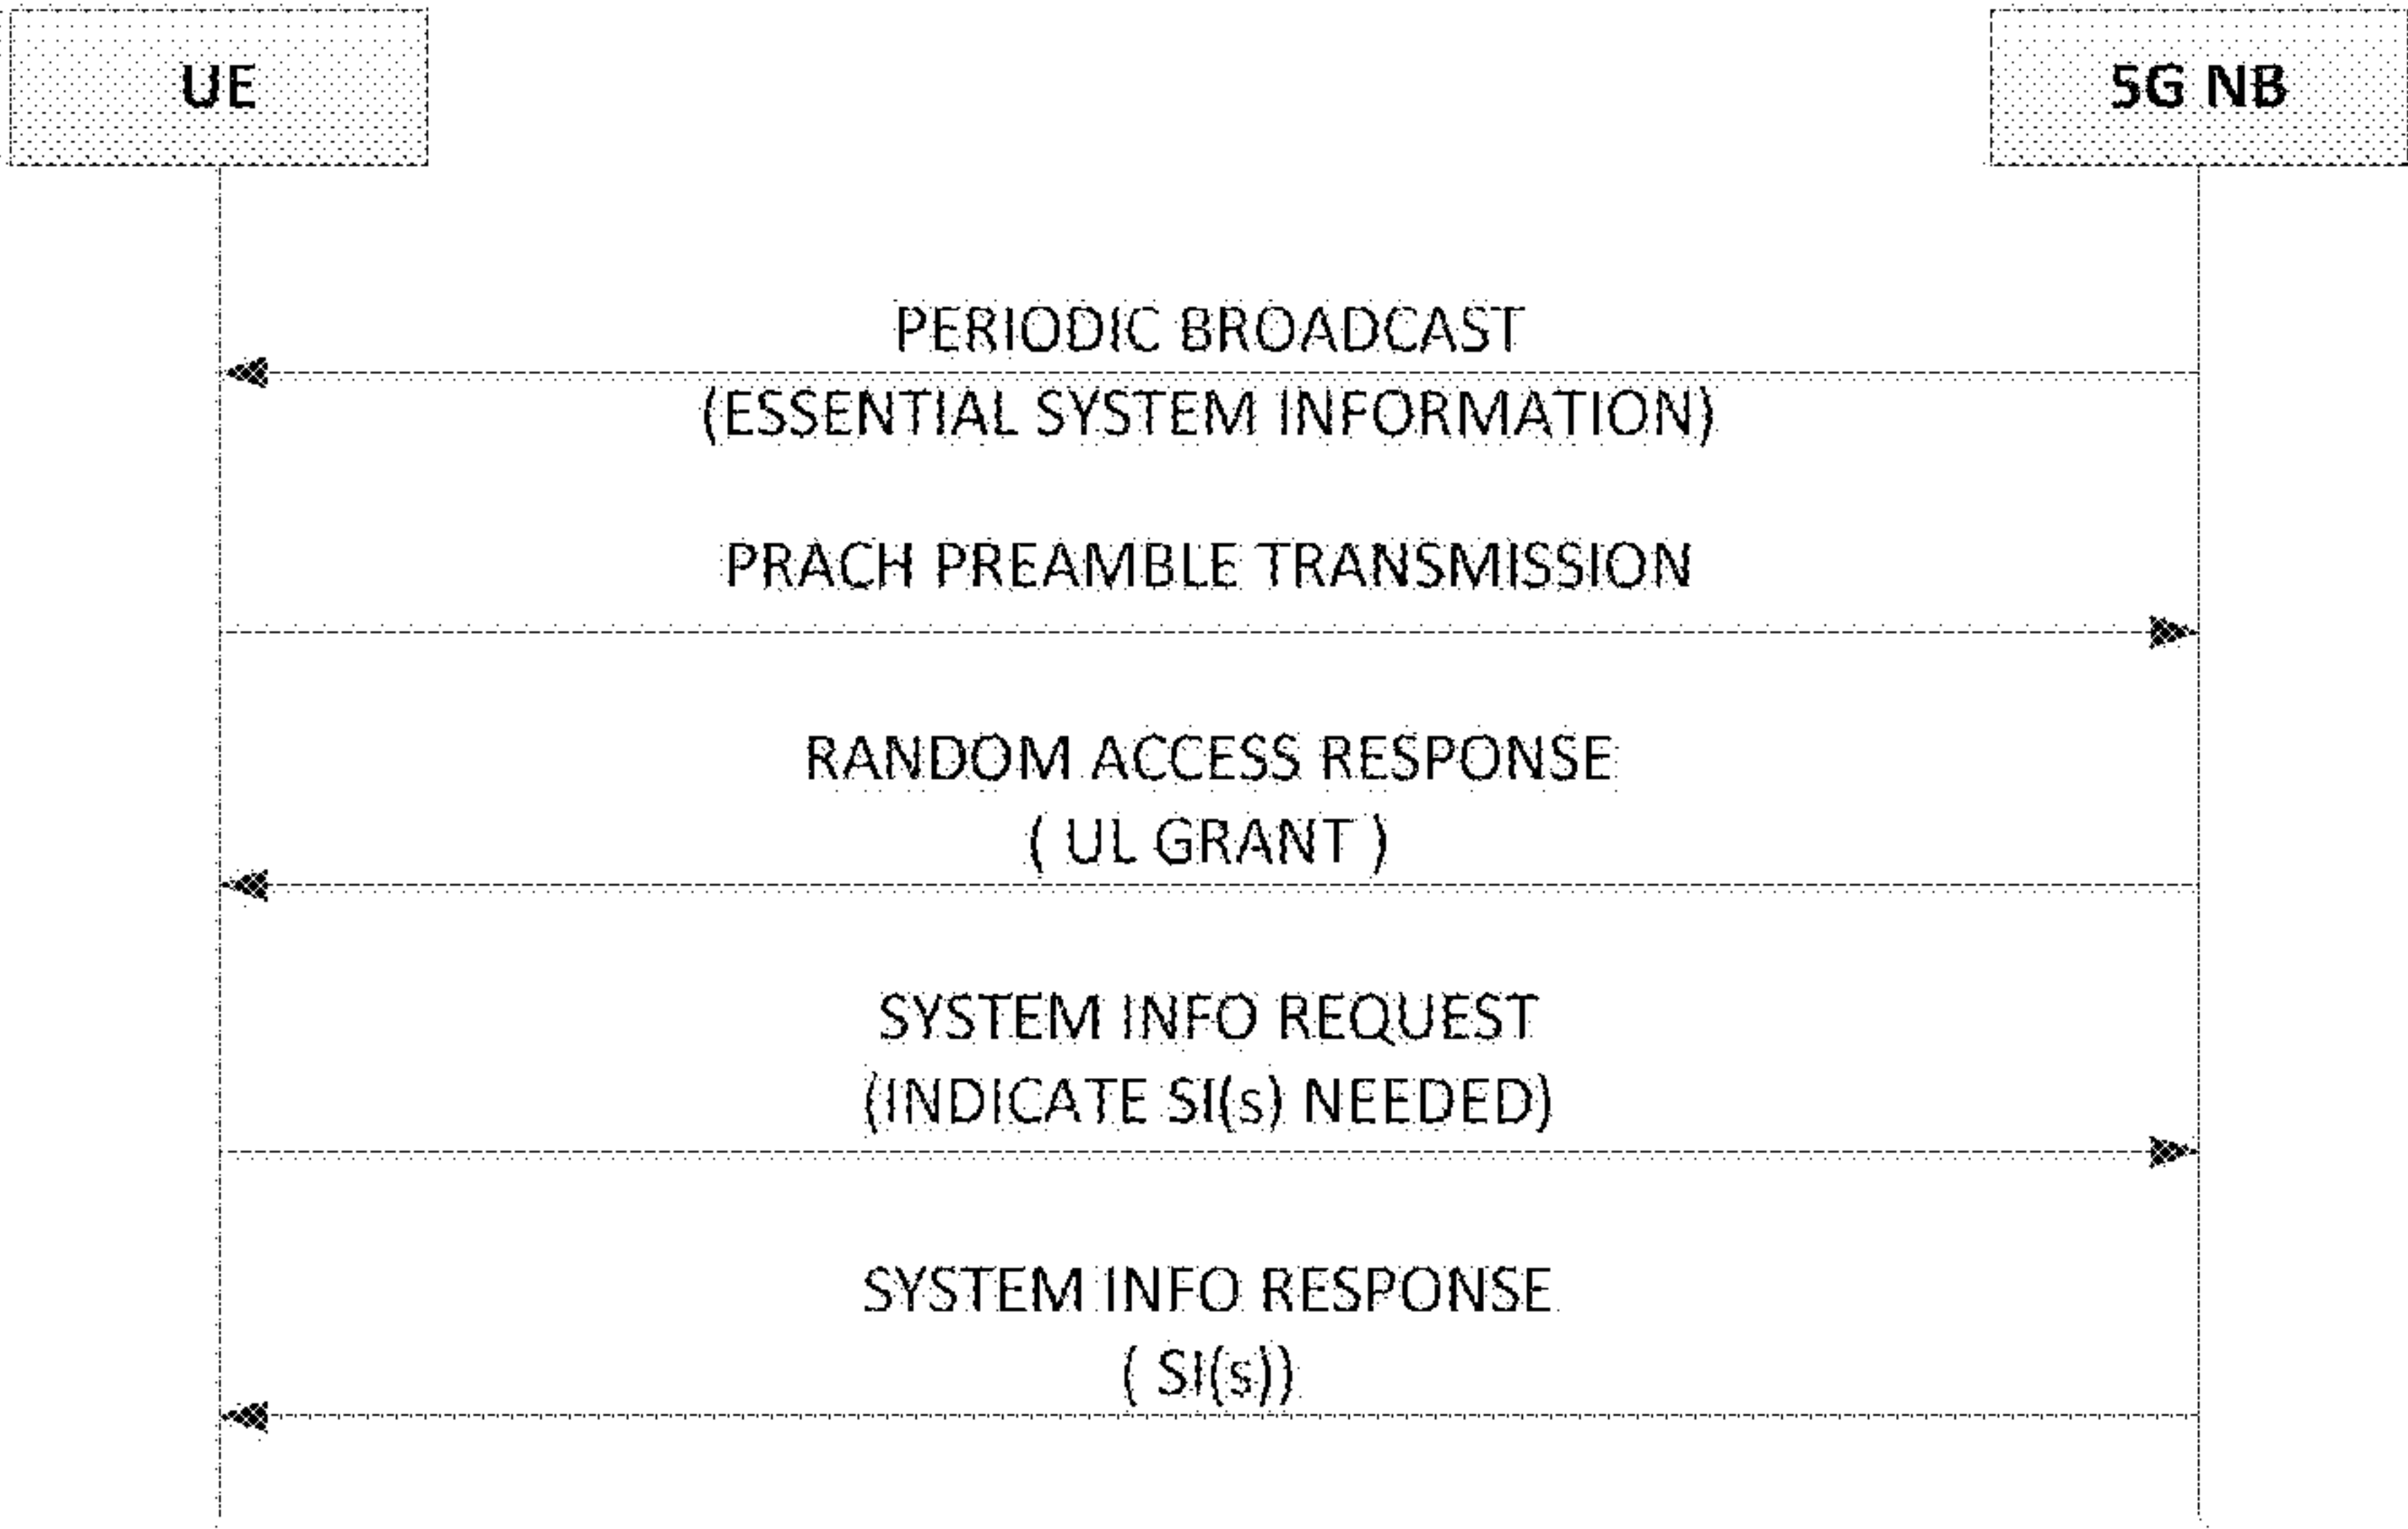 UE
5G NB
PERIODIC BROADCAST
(ESSENTIAL SYSTEM INFORMATION)
PRACH PREAMBLE TRANSMISSION
RANDOM ACCESS RESPONSE
( UL GRANT )
SYSTEM INFO REQUEST
(INDICATE SI(s) NEEDED)
SYSTEM INFO RESPONSE
( SI(s))